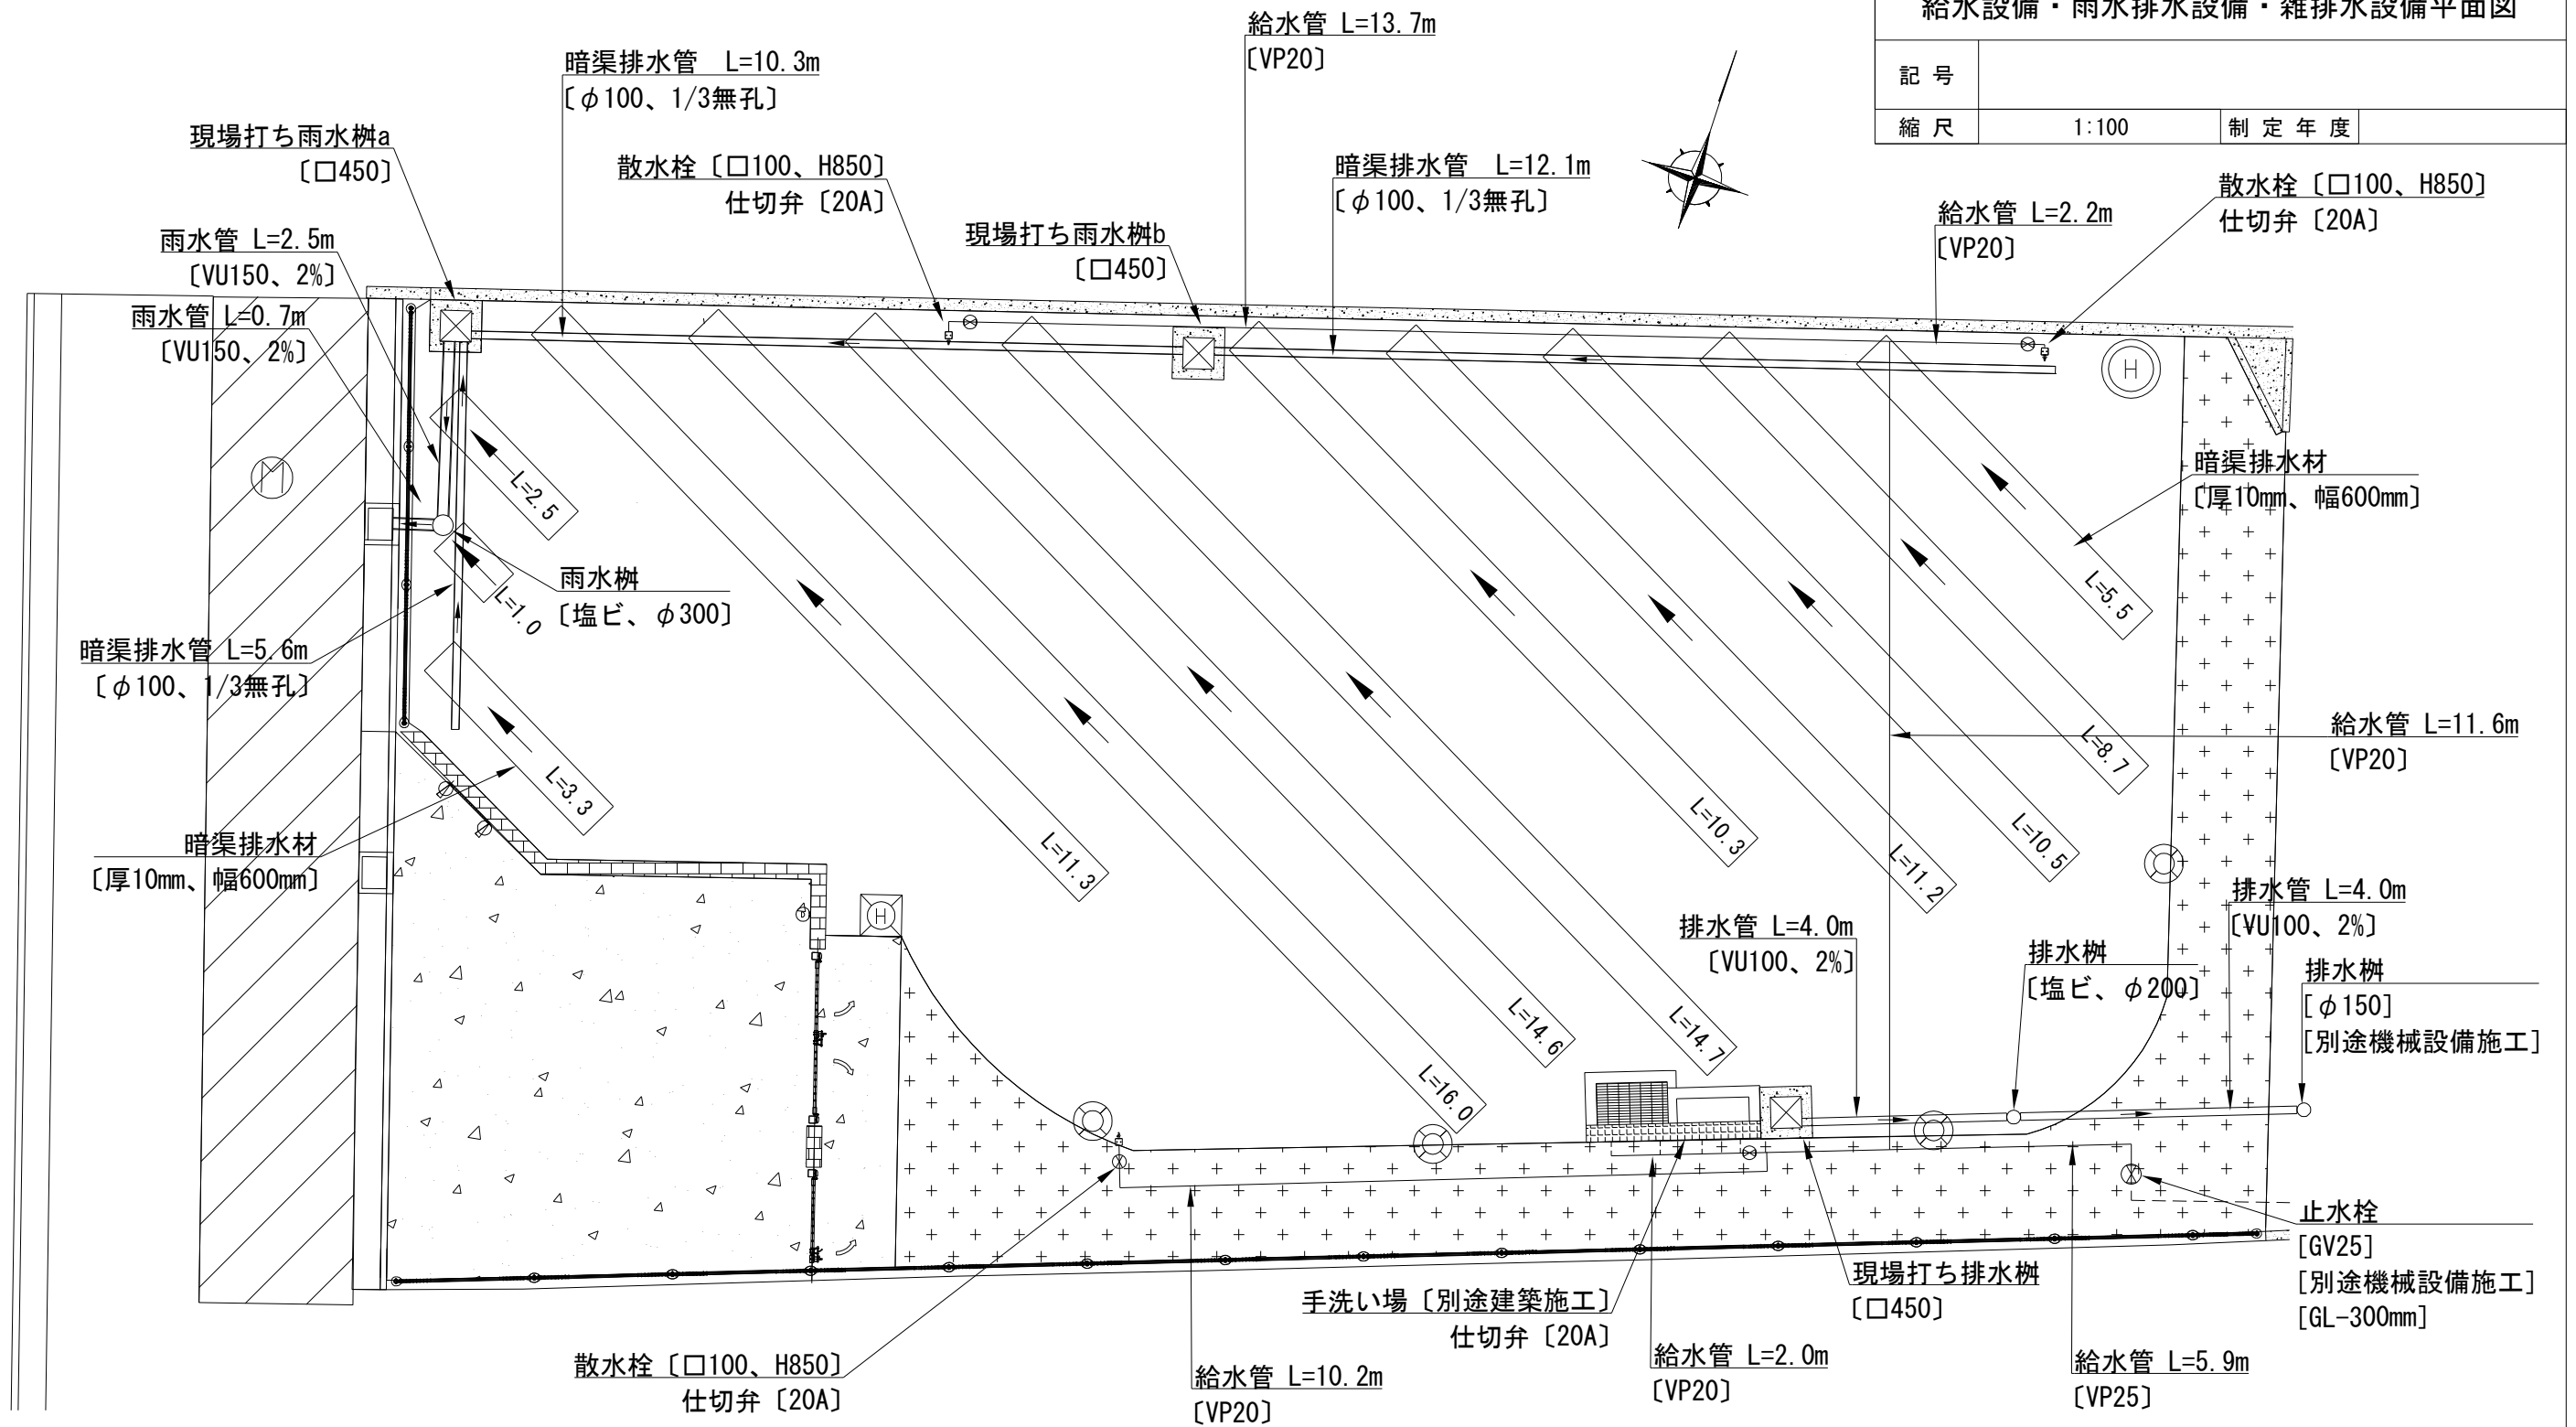 給水設備・雨水排水設備・雑排水設備平面図
記 号
縮 尺
1:100
制 定 年 度
給水管 L=13.7m
〔VP20〕
暗渠排水管 L=10.3m
〔φ100、1/3無孔〕
現場打ち雨水桝a
〔□450〕
散水栓〔□100、H850〕
仕切弁〔20A〕
暗渠排水管 L=12.1m
〔φ100、1/3無孔〕
現場打ち雨水桝b
〔□450〕
給水管 L=2.2m
〔VP20〕
散水栓〔□100、H850〕
仕切弁〔20A〕
雨水管 L=2.5m
〔VU150、2%〕
雨水管 L=0.7m
〔VU150、2%〕
H
M
暗渠排水材
〔厚10mm、幅600mm〕
L=2.5
L=1.0
L=5.5
雨水桝
〔塩ビ、φ300〕
暗渠排水管 L=5.6m
〔φ100、1/3無孔〕
給水管 L=11.6m
〔VP20〕
L=3.3
L=8.7
L=10.3
L=10.5
L=11.3
L=11.2
暗渠排水材
〔厚10mm、幅600mm〕
H
排水管 L=4.0m
〔VU100、2%〕
排水管 L=4.0m
〔VU100、2%〕
排水桝
〔塩ビ、φ200〕
排水桝
[φ150]
[別途機械設備施工]
L=14.6
L=14.7
L=16.0
止水栓
[GV25]
[別途機械設備施工]
[GL-300mm]
現場打ち排水桝
〔□450〕
手洗い場〔別途建築施工〕
仕切弁〔20A〕
散水栓〔□100、H850〕
仕切弁〔20A〕
給水管 L=10.2m
〔VP20〕
給水管 L=2.0m
〔VP20〕
給水管 L=5.9m
〔VP25〕